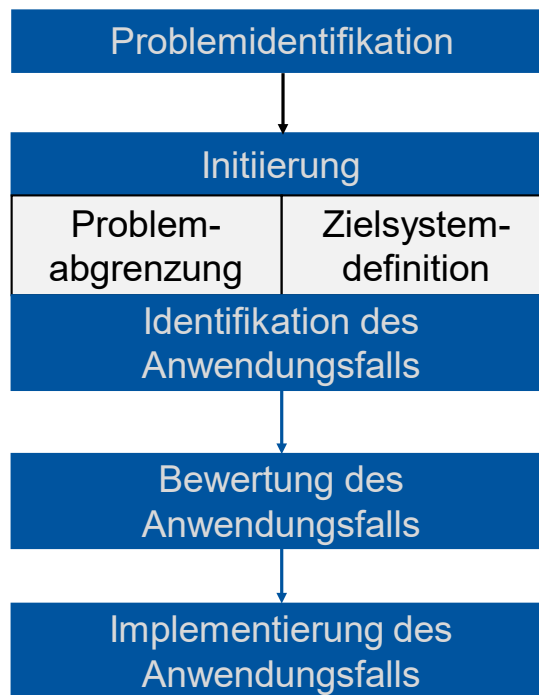 Problemidentifikation
Initiierung
Problem-
abgrenzung
Zielsystem-
definition
Identifikation des
Anwendungsfalls
Bewertung des
Anwendungsfalls
Implementierung des
Anwendungsfalls